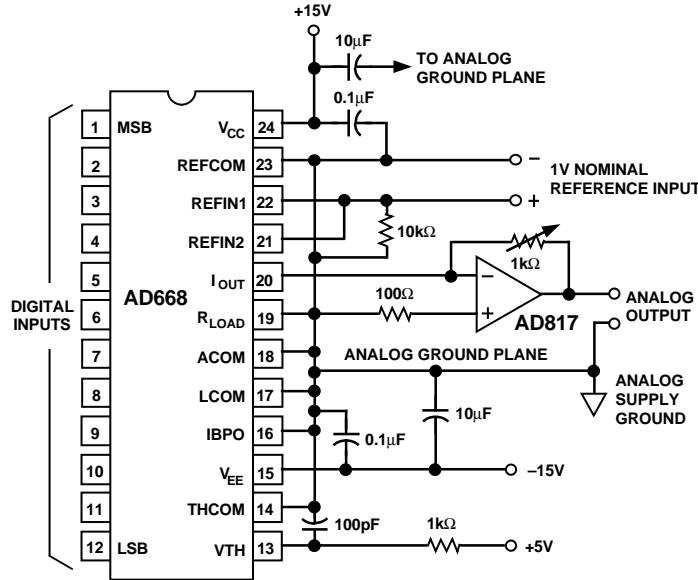 +15V
10μF
TO ANALOG
GROUND PLANE
0.1μF
1 MSB
VCC 24
2
REFCOM 23
–
1V NOMINAL
REFERENCE INPUT
3
REFIN1 22
+
4
REFIN2 21
10kΩ
1kΩ
5
IOUT 20
–
DIGITAL
INPUTS
AD668
6
RLOAD 19
100Ω
+
AD817
ANALOG
OUTPUT
7
ACOM 18
ANALOG GROUND PLANE
8
LCOM 17
ANALOG
SUPPLY
GROUND
9
IBPO 16
0.1μF
10μF
10
VEE 15
–15V
11
THCOM 14
100pF
1kΩ
12 LSB
VTH 13
+5V